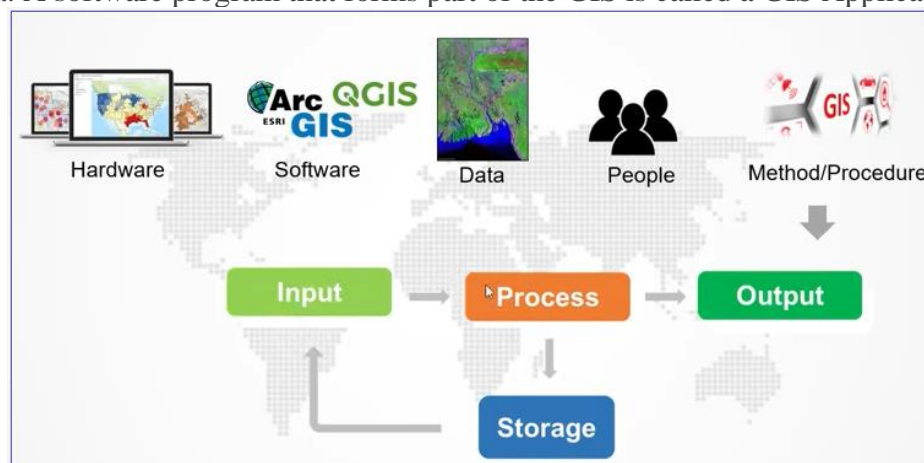 a. A software program that forms part of the GIS is called a GIS Applica
Arc QGIS
ESRI GIS
GIS
Hardware
Software
Data
People
Method/Procedure
Input
Process
Output
Storage